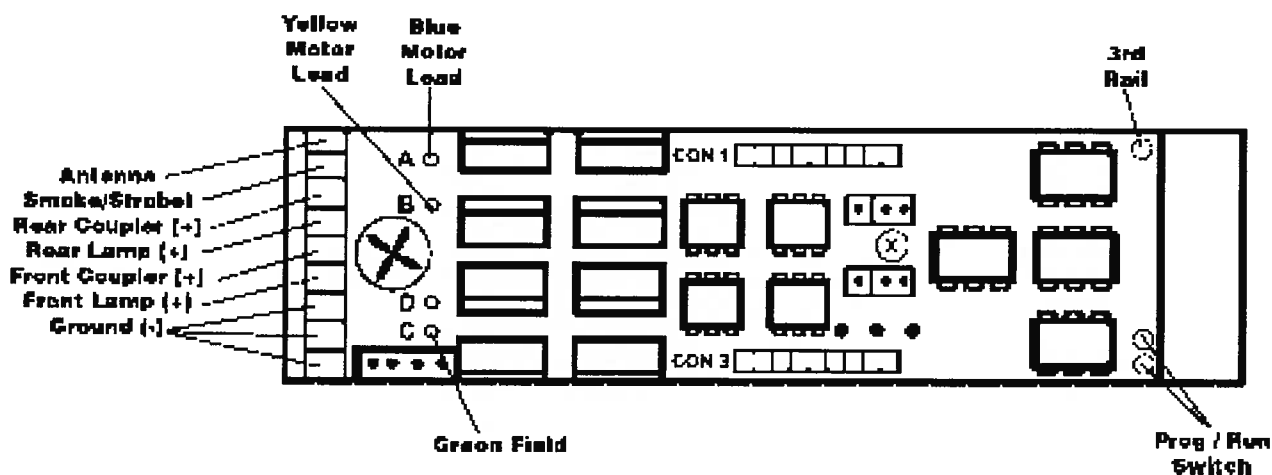 Yellow
Motor
Lead
Blue
Motor
Lead
3rd
Rail
A
CON 1
Antenna
Smoke/Strobel
Rear Coupler (+)
Rear Lamp (+)
Front Coupler (+)
Front Lamp (+)
Ground (-)
B
D
C
CON 3
Green Field
Prog / Run
Switch